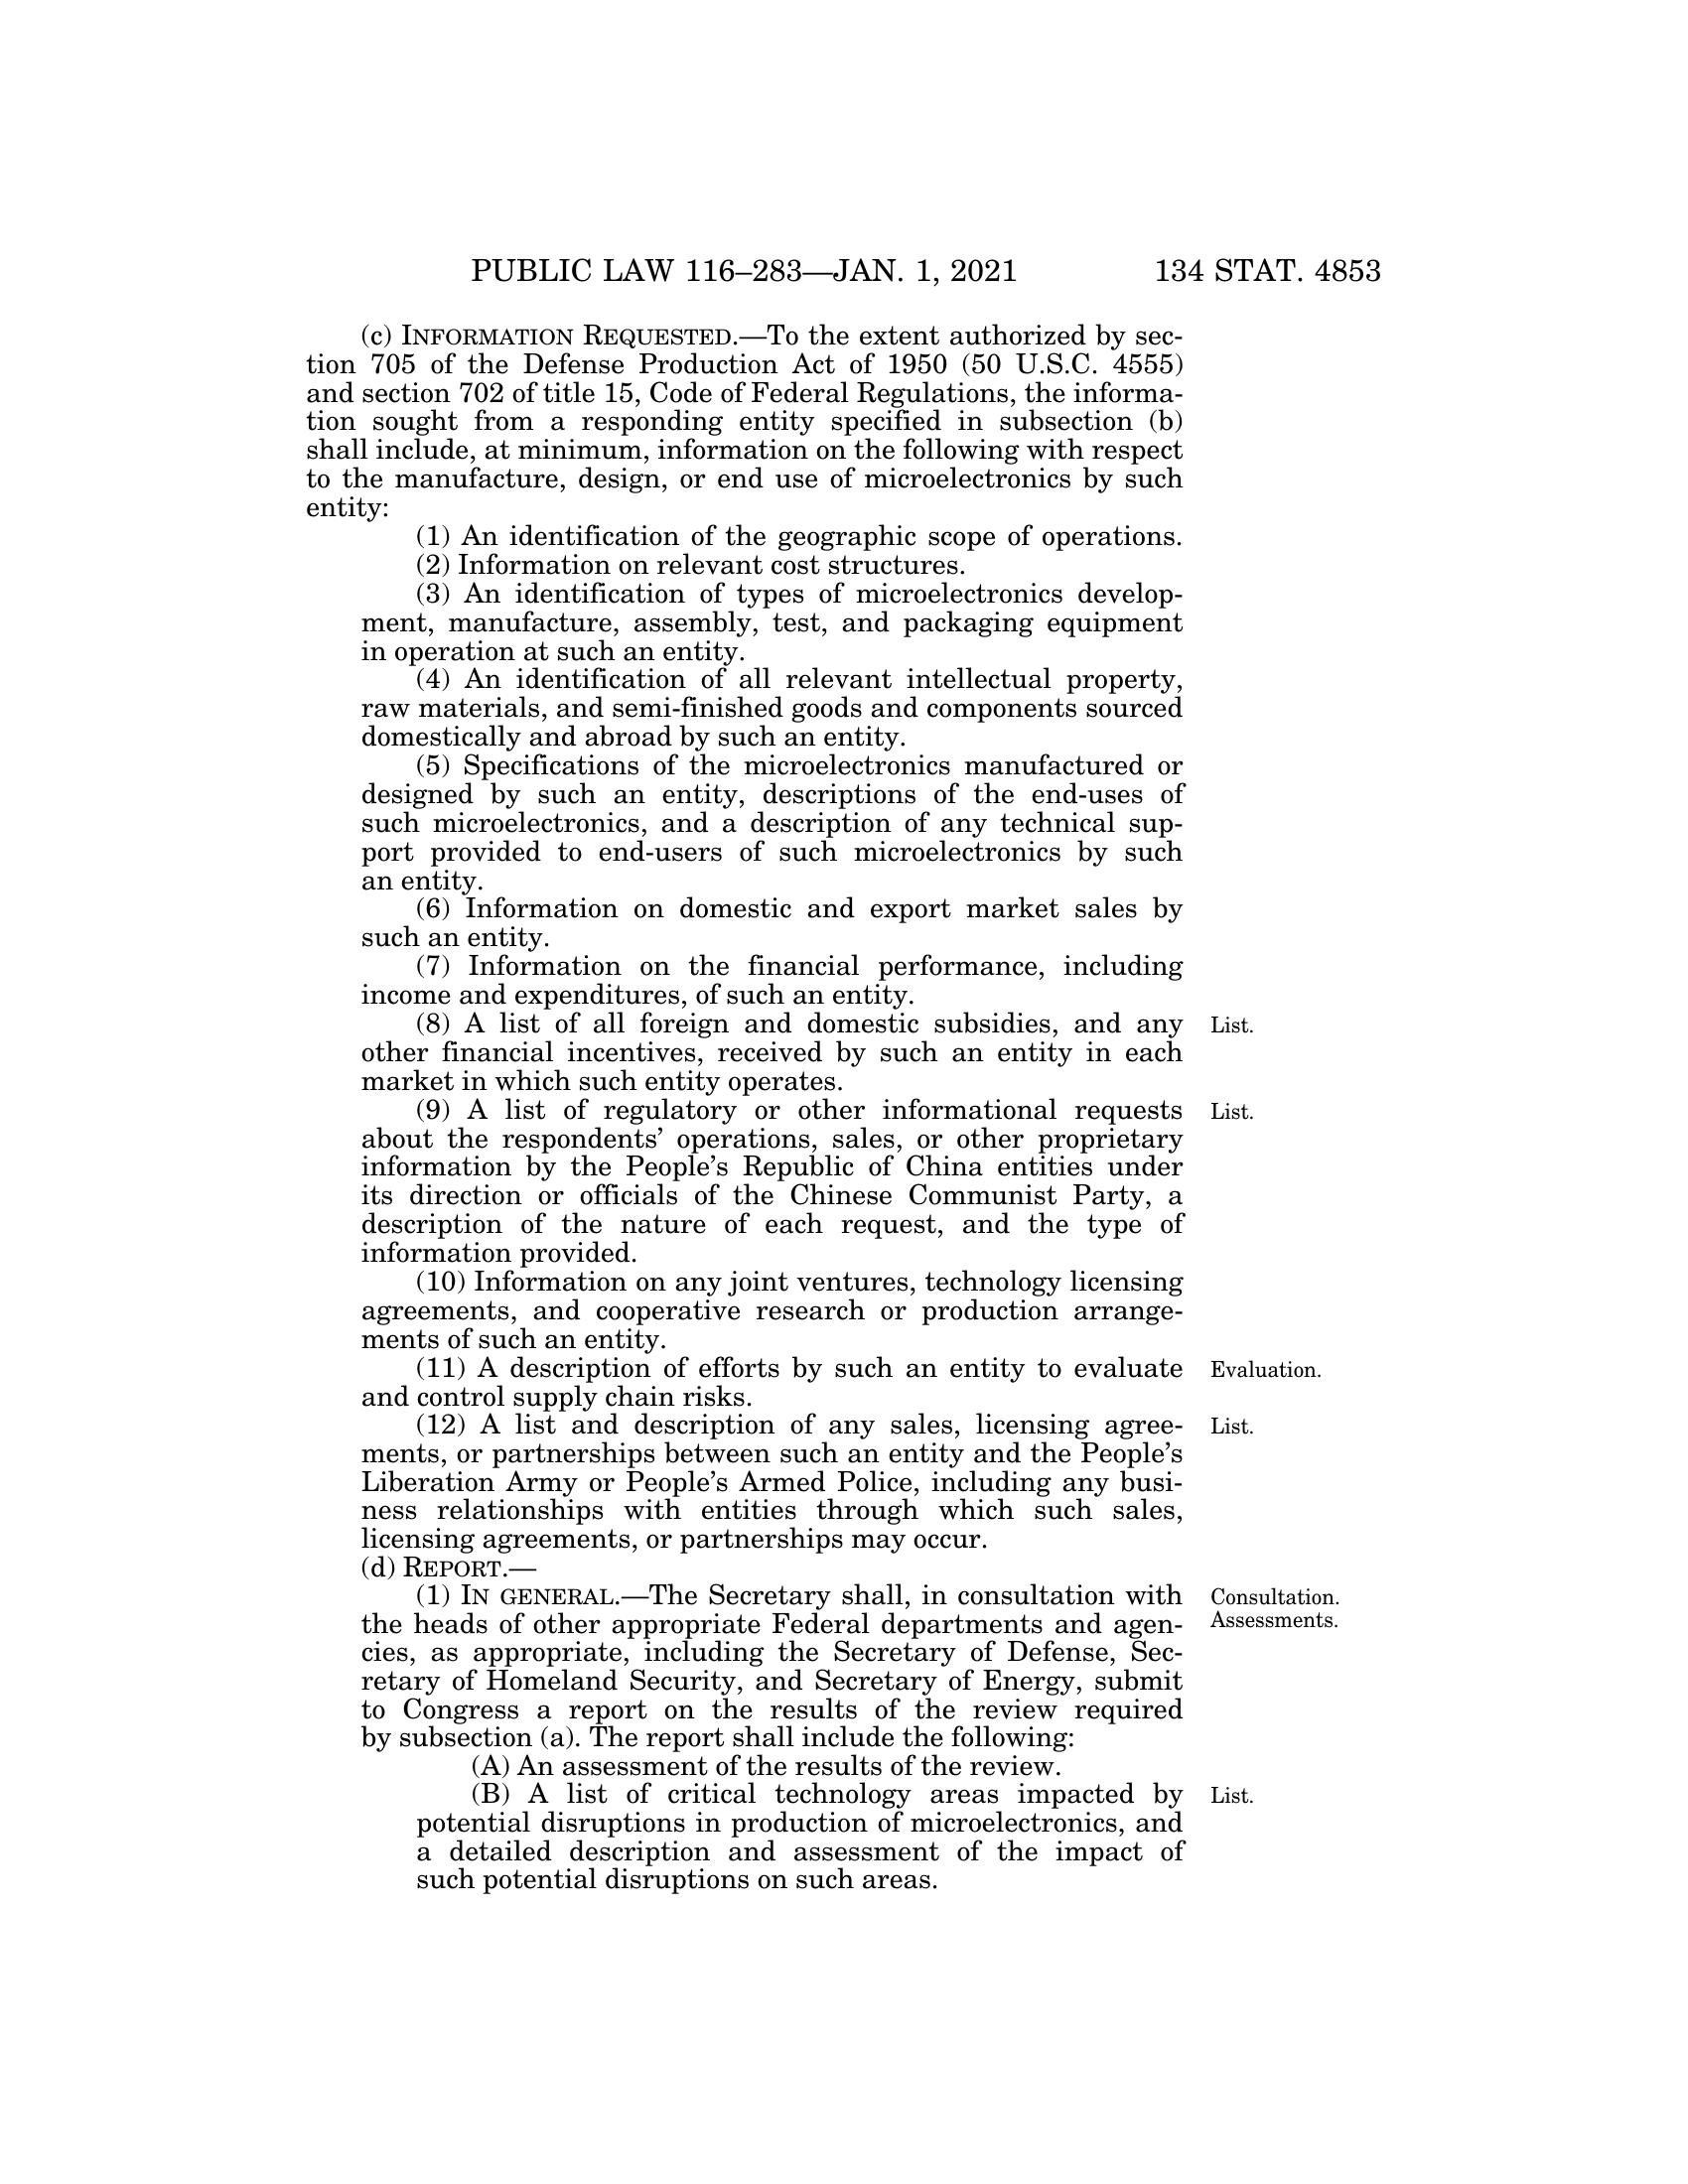 PUBLIC LAW 116–283—JAN. 1, 2021 134 STAT. 4853
(c) INFORMATION REQUESTED.—To the extent authorized by sec-
tion 705 of the Defense Production Act of 1950 (50 U.S.C. 4555)
and section 702 of title 15, Code of Federal Regulations, the informa-
tion sought from a responding entity specified in subsection (b)
shall include, at minimum, information on the following with respect
to the manufacture, design, or end use of microelectronics by such
entity:
(1) An identification of the geographic scope of operations.
(2) Information on relevant cost structures.
(3) An identification of types of microelectronics develop-
ment, manufacture, assembly, test, and packaging equipment
in operation at such an entity.
(4) An identification of all relevant intellectual property,
raw materials, and semi-finished goods and components sourced
domestically and abroad by such an entity.
(5) Specifications of the microelectronics manufactured or
designed by such an entity, descriptions of the end-uses of
such microelectronics, and a description of any technical sup-
port provided to end-users of such microelectronics by such
an entity.
(6) Information on domestic and export market sales by
such an entity.
(7) Information on the financial performance, including
income and expenditures, of such an entity.
(8) A list of all foreign and domestic subsidies, and any List.
other financial incentives, received by such an entity in each
market in which such entity operates.
(9) A list of regulatory or other informational requests List.
about the respondents’ operations, sales, or other proprietary
information by the People’s Republic of China entities under
its direction or officials of the Chinese Communist Party, a
description of the nature of each request, and the type of
information provided.
(10) Information on any joint ventures, technology licensing
agreements, and cooperative research or production arrange-
ments of such an entity.
(11) A description of efforts by such an entity to evaluate Evaluation.
and control supply chain risks.
(12) A list and description of any sales, licensing agree- List.
ments, or partnerships between such an entity and the People’s
Liberation Army or People’s Armed Police, including any busi-
ness relationships with entities through which such sales,
licensing agreements, or partnerships may occur.
(d) REPORT.—
(1) IN GENERAL.—The Secretary shall, in consultation with Consultation.
the heads of other appropriate Federal departments and agen- Assessments.
cies, as appropriate, including the Secretary of Defense, Sec-
retary of Homeland Security, and Secretary of Energy, submit
to Congress a report on the results of the review required
by subsection (a). The report shall include the following:
(A) An assessment of the results of the review.
(B) A list of critical technology areas impacted by List.
potential disruptions in production of microelectronics, and
a detailed description and assessment of the impact of
such potential disruptions on such areas.